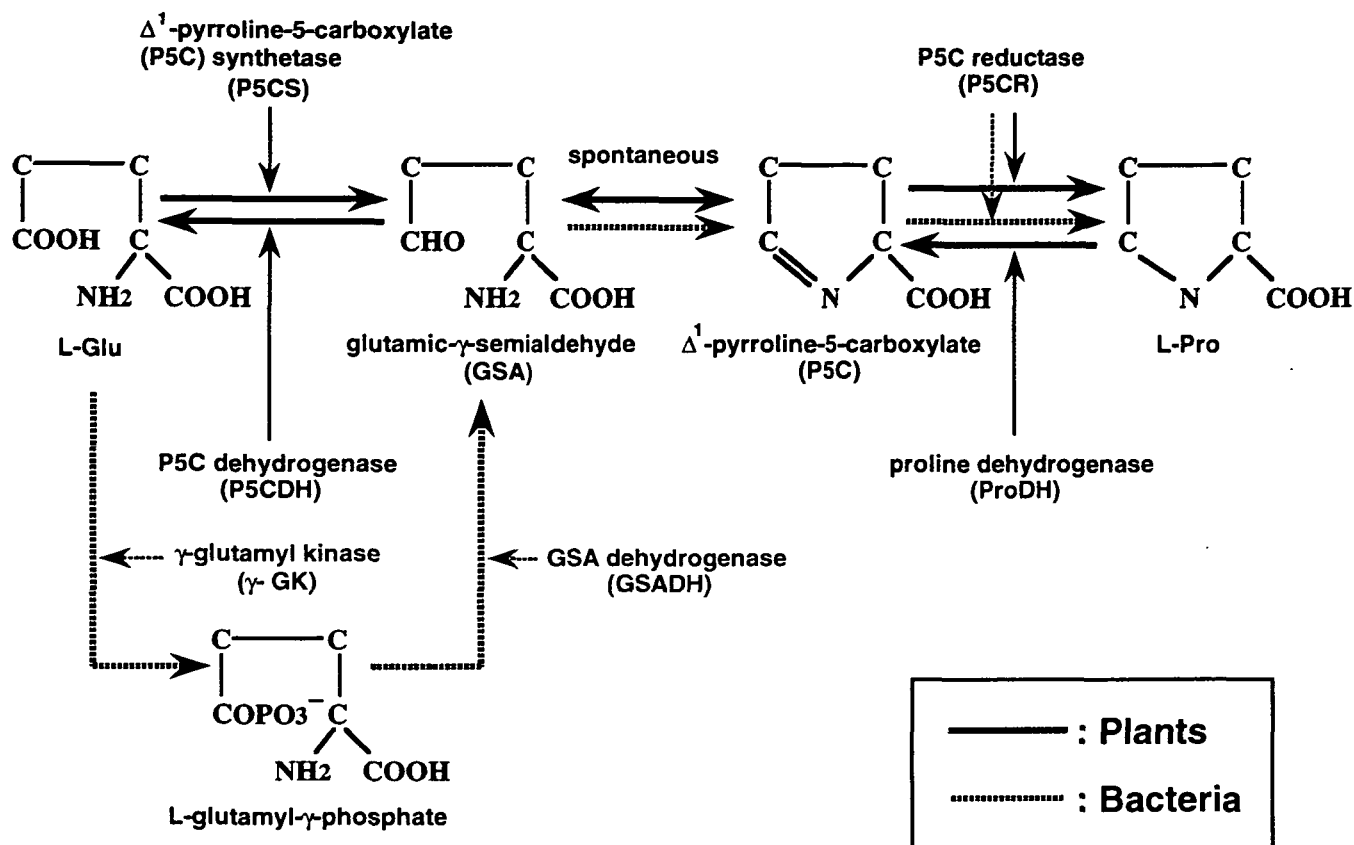 Δ¹-pyrroline-5-carboxylate
(P5C) synthetase
(P5CS)
P5C reductase
(P5CR)
C C
COOH C
NH2 COOH
L-Glu
C C
CHO C
NH2 COOH
glutamic-γ-semialdehyde
(GSA)
spontaneous
C C
C C
N COOH
Δ¹-pyrroline-5-carboxylate
(P5C)
C C
C C
N COOH
L-Pro
P5C dehydrogenase
(P5CDH)
proline dehydrogenase
(ProDH)
γ-glutamyl kinase
(γ- GK)
GSA dehydrogenase
(GSADH)
C C
COPO3⁻ C
NH2 COOH
L-glutamyl-γ-phosphate
: Plants
: Bacteria